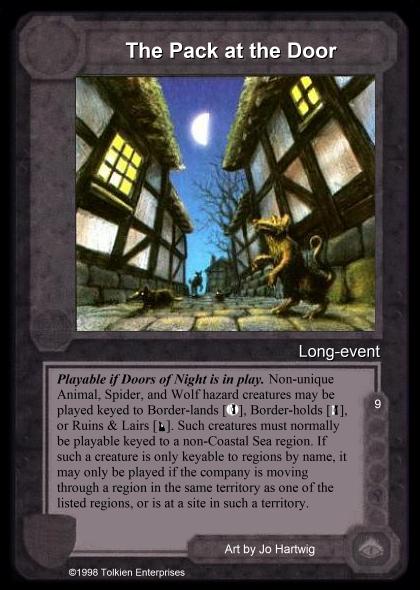 The Pack at the Door
Long-event
Playable if Doors of Night is in play. Non-unique
Animal, Spider, and Wolf hazard creatures may be
played keyed to Border-lands [ ], Border-holds [ ],
or Ruins & Lairs [ ]. Such creatures must normally
be playable keyed to a non-Coastal Sea region. If
such a creature is only keyable to regions by name, it
may only be played if the company is moving
through a region in the same territory as one of the
listed regions, or is at a site in such a territory.
9
Art by Jo Hartwig
©1998 Tolkien Enterprises